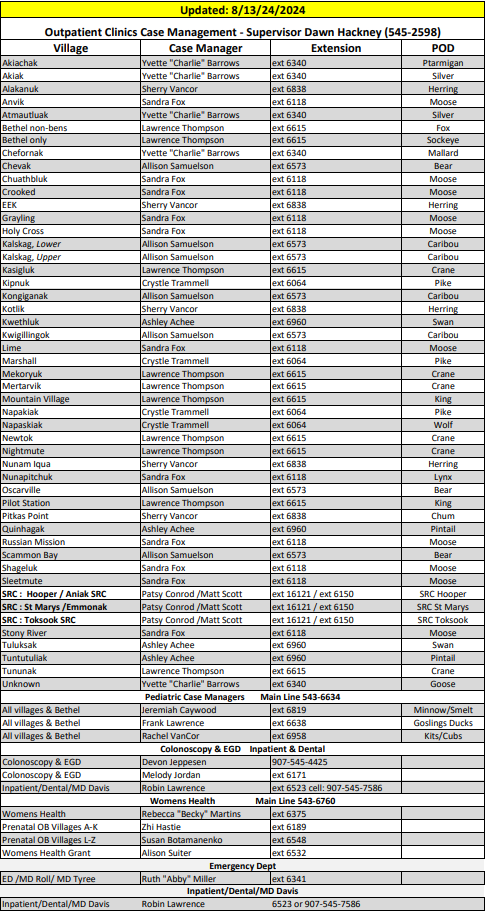 Updated: 8/13/24/2024
Outpatient Clinics Case Management - Supervisor Dawn Hackney (545-2598)
Village Case Manager Extension POD
Akiachak Yvette "Charlie" Barrows ext 6340 Ptarmigan
Akiak Yvette "Charlie" Barrows ext 6340 Silver
Alakanuk Sherry Vancor ext 6838 Herring
Anvik Sandra Fox ext 6118 Moose
Atmautluak Yvette "Charlie" Barrows ext 6340 Silver
Bethel non-bens Lawrence Thompson ext 6615 Fox
Bethel only Lawrence Thompson ext 6615 Sockeye
Chefornak Yvette "Charlie" Barrows ext 6340 Mallard
Chevak Allison Samuelson ext 6573 Bear
Chuathbluk Sandra Fox ext 6118 Moose
Crooked Sandra Fox ext 6118 Moose
EEK Sherry Vancor ext 6838 Herring
Grayling Sandra Fox ext 6118 Moose
Holy Cross Sandra Fox ext 6118 Moose
Kalskag, Lower Allison Samuelson ext 6573 Caribou
Kalskag, Upper Allison Samuelson ext 6573 Caribou
Kasigluk Lawrence Thompson ext 6615 Crane
Kipnuk Crystle Trammell ext 6064 Pike
Kongiganak Allison Samuelson ext 6573 Caribou
Kotlik Sherry Vancor ext 6838 Herring
Kwethluk Ashley Achee ext 6960 Swan
Kwigillingok Allison Samuelson ext 6573 Caribou
Lime Sandra Fox ext 6118 Moose
Marshall Crystle Trammell ext 6064 Pike
Mekoryuk Lawrence Thompson ext 6615 Crane
Mertarvik Lawrence Thompson ext 6615 Crane
Mountain Village Lawrence Thompson ext 6615 King
Napakiak Crystle Trammell ext 6064 Pike
Napaskiak Crystle Trammell ext 6064 Wolf
Newtok Lawrence Thompson ext 6615 Crane
Nightmute Lawrence Thompson ext 6615 Crane
Nunam Iqua Sherry Vancor ext 6838 Herring
Nunapitchuk Sandra Fox ext 6118 Lynx
Oscarville Allison Samuelson ext 6573 Bear
Pilot Station Lawrence Thompson ext 6615 King
Pitkas Point Sherry Vancor ext 6838 Chum
Quinhagak Ashley Achee ext 6960 Pintail
Russian Mission Sandra Fox ext 6118 Moose
Scammon Bay Allison Samuelson ext 6573 Bear
Shageluk Sandra Fox ext 6118 Moose
Sleetmute Sandra Fox ext 6118 Moose
SRC : Hooper / Aniak SRC Patsy Conrod /Matt Scott ext 16121 / ext 6150 SRC Hooper
SRC : St Marys /Emmonak Patsy Conrod /Matt Scott ext 16121 / ext 6150 SRC St Marys
SRC : Toksook SRC Patsy Conrod /Matt Scott ext 16121 / ext 6150 SRC Toksook
Stony River Sandra Fox ext 6118 Moose
Tuluksak Ashley Achee ext 6960 Swan
Tuntutuliak Ashley Achee ext 6960 Pintail
Tununak Lawrence Thompson ext 6615 Crane
Unknown Yvette "Charlie" Barrows ext 6340 Goose
Pediatric Case Managers Main Line 543-6634
All villages & Bethel Jeremiah Caywood ext 6819 Minnow/Smelt
All villages & Bethel Frank Lawrence ext 6638 Goslings Ducks
All villages & Bethel Rachel VanCor ext 6958 Kits/Cubs
Colonoscopy & EGD Inpatient & Dental
Colonoscopy & EGD Devon Jeppesen 907-545-4425
Colonoscopy & EGD Melody Jordan ext 6171
Inpatient/Dental/MD Davis Robin Lawrence ext 6523 cell: 907-545-7586
Womens Health Main Line 543-6760
Womens Health Rebecca "Becky" Martins ext 6375
Prenatal OB Villages A-K Zhi Hastie ext 6189
Prenatal OB Villages L-Z Susan Botamanenko ext 6548
Womens Health Grant Alison Suiter ext 6532
Emergency Dept
ED /MD Roll/ MD Tyree Ruth "Abby" Miller ext 6341
Inpatient/Dental/MD Davis
Inpatient/Dental/MD Davis Robin Lawrence 6523 or 907-545-7586